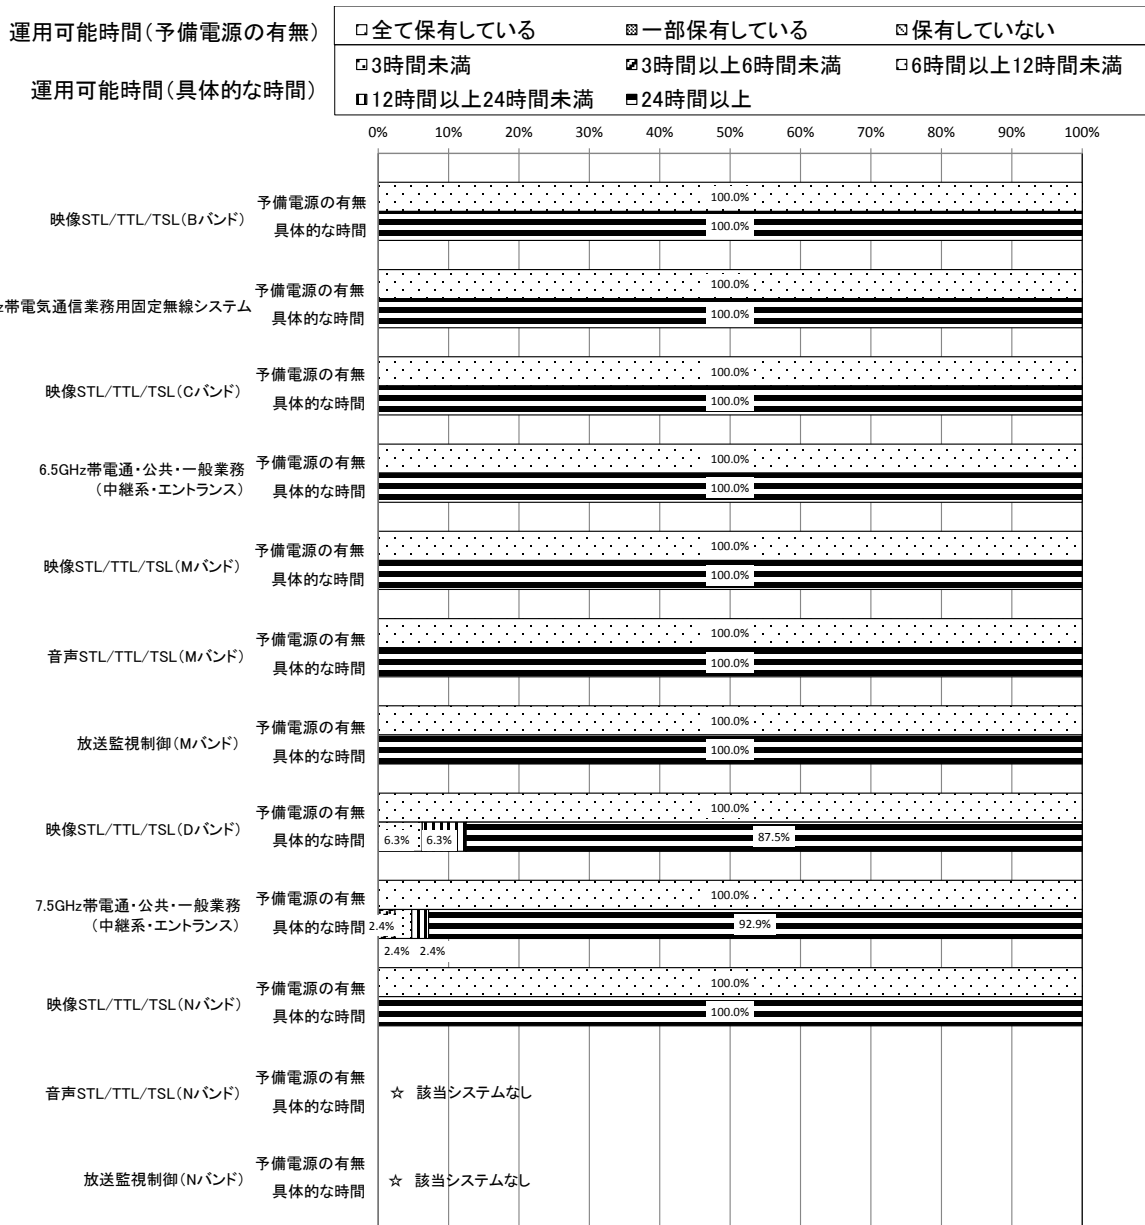 運用可能時間(予備電源の有無)
全て保有している 一部保有している 保有していない
運用可能時間(具体的な時間)
3時間未満 3時間以上6時間未満 6時間以上12時間未満
12時間以上24時間未満 24時間以上
0% 10% 20% 30% 40% 50% 60% 70% 80% 90% 100%
映像STL/TTL/TSL(Bバンド)
予備電源の有無 100.0%
具体的な時間 100.0%
z帯電気通信業務用固定無線システム
予備電源の有無 100.0%
具体的な時間 100.0%
映像STL/TTL/TSL(Cバンド)
予備電源の有無 100.0%
具体的な時間 100.0%
6.5GHz帯電通・公共・一般業務
(中継系・エントランス)
予備電源の有無 100.0%
具体的な時間 100.0%
映像STL/TTL/TSL(Mバンド)
予備電源の有無 100.0%
具体的な時間 100.0%
音声STL/TTL/TSL(Mバンド)
予備電源の有無 100.0%
具体的な時間 100.0%
放送監視制御(Mバンド)
予備電源の有無 100.0%
具体的な時間 100.0%
映像STL/TTL/TSL(Dバンド)
予備電源の有無 100.0%
具体的な時間 6.3% 6.3% 87.5%
7.5GHz帯電通・公共・一般業務
(中継系・エントランス)
予備電源の有無 100.0%
具体的な時間 2.4% 92.9%
2.4% 2.4%
映像STL/TTL/TSL(Nバンド)
予備電源の有無 100.0%
具体的な時間 100.0%
音声STL/TTL/TSL(Nバンド)
予備電源の有無
具体的な時間
☆ 該当システムなし
放送監視制御(Nバンド)
予備電源の有無
具体的な時間
☆ 該当システムなし